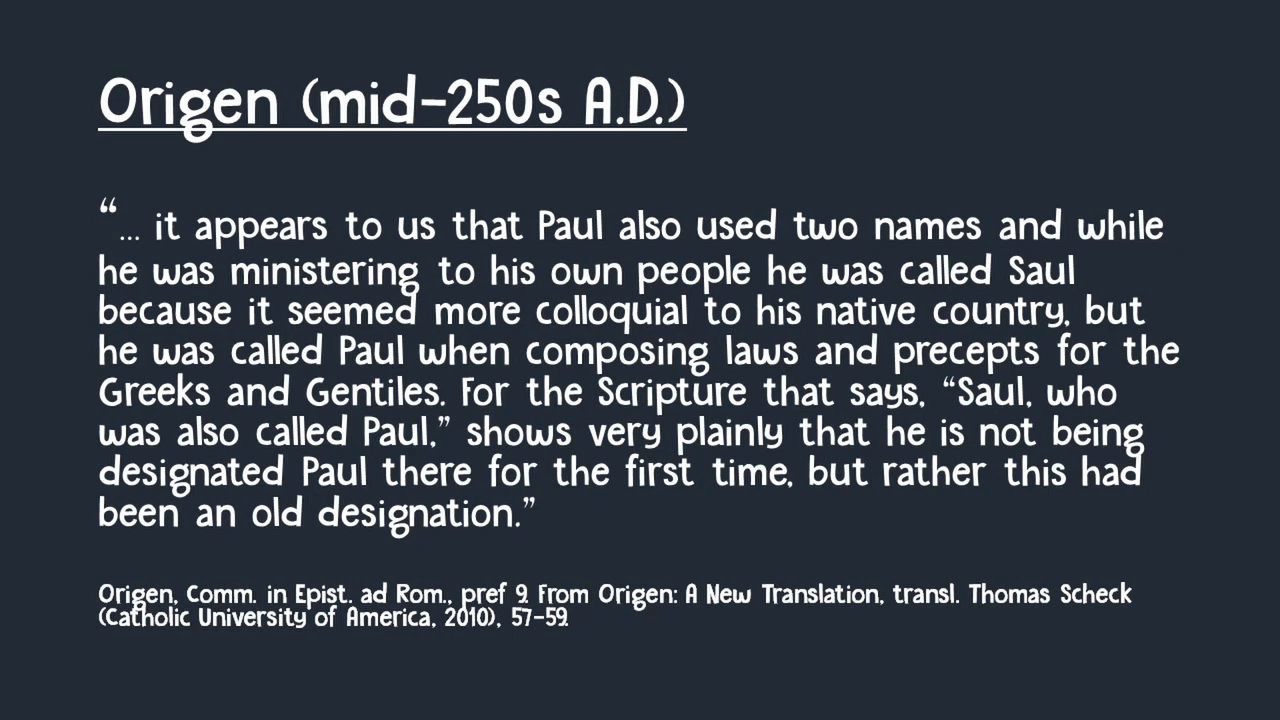 Origen (mid-250s A.D.)
“... it appears to us that Paul also used two names and while
he was ministering to his own people he was called Saul
because it seemed more colloquial to his native country, but
he was called Paul when composing laws and precepts for the
Greeks and Gentiles. For the Scripture that says, “Saul, who
was also called Paul,” shows very plainly that he is not being
designated Paul there for the first time, but rather this had
been an old designation.”
Origen, Comm. in Epist. ad Rom., pref 9. From Origen: A New Translation, transl. Thomas Scheck
(Catholic University of America, 2010), 57-59.